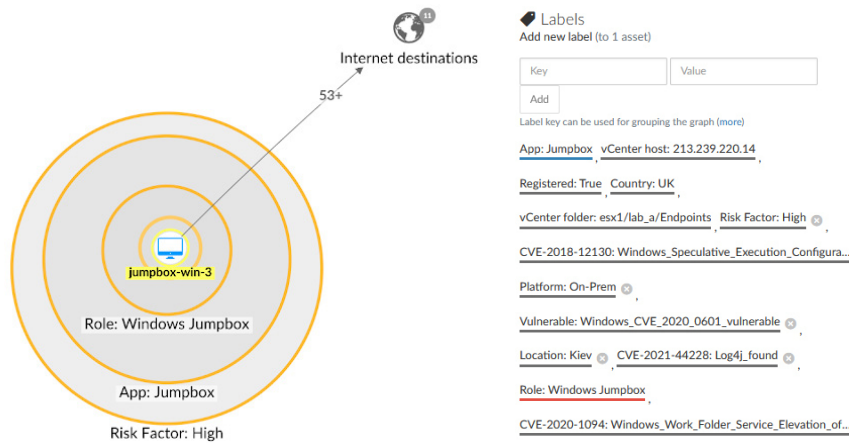 11
Internet destinations
53+
jumpbox-win-3
Role: Windows Jumpbox
App: Jumpbox
Risk Factor: High
Labels
Add new label (to 1 asset)
Key Value
Add
Label key can be used for grouping the graph (more)
App: Jumpbox , vCenter host: 213.239.220.14 ,
Registered: True , Country: UK ,
vCenter folder: esx1/lab_a/Endpoints , Risk Factor: High ,
CVE-2018-12130: Windows_Speculative_Execution_Configura...
Platform: On-Prem ,
Vulnerable: Windows_CVE_2020_0601_vulnerable ,
Location: Kiev , CVE-2021-44228: Log4j_found ,
Role: Windows Jumpbox ,
CVE-2020-1094: Windows_Work_Folder_Service_Elevation_of...